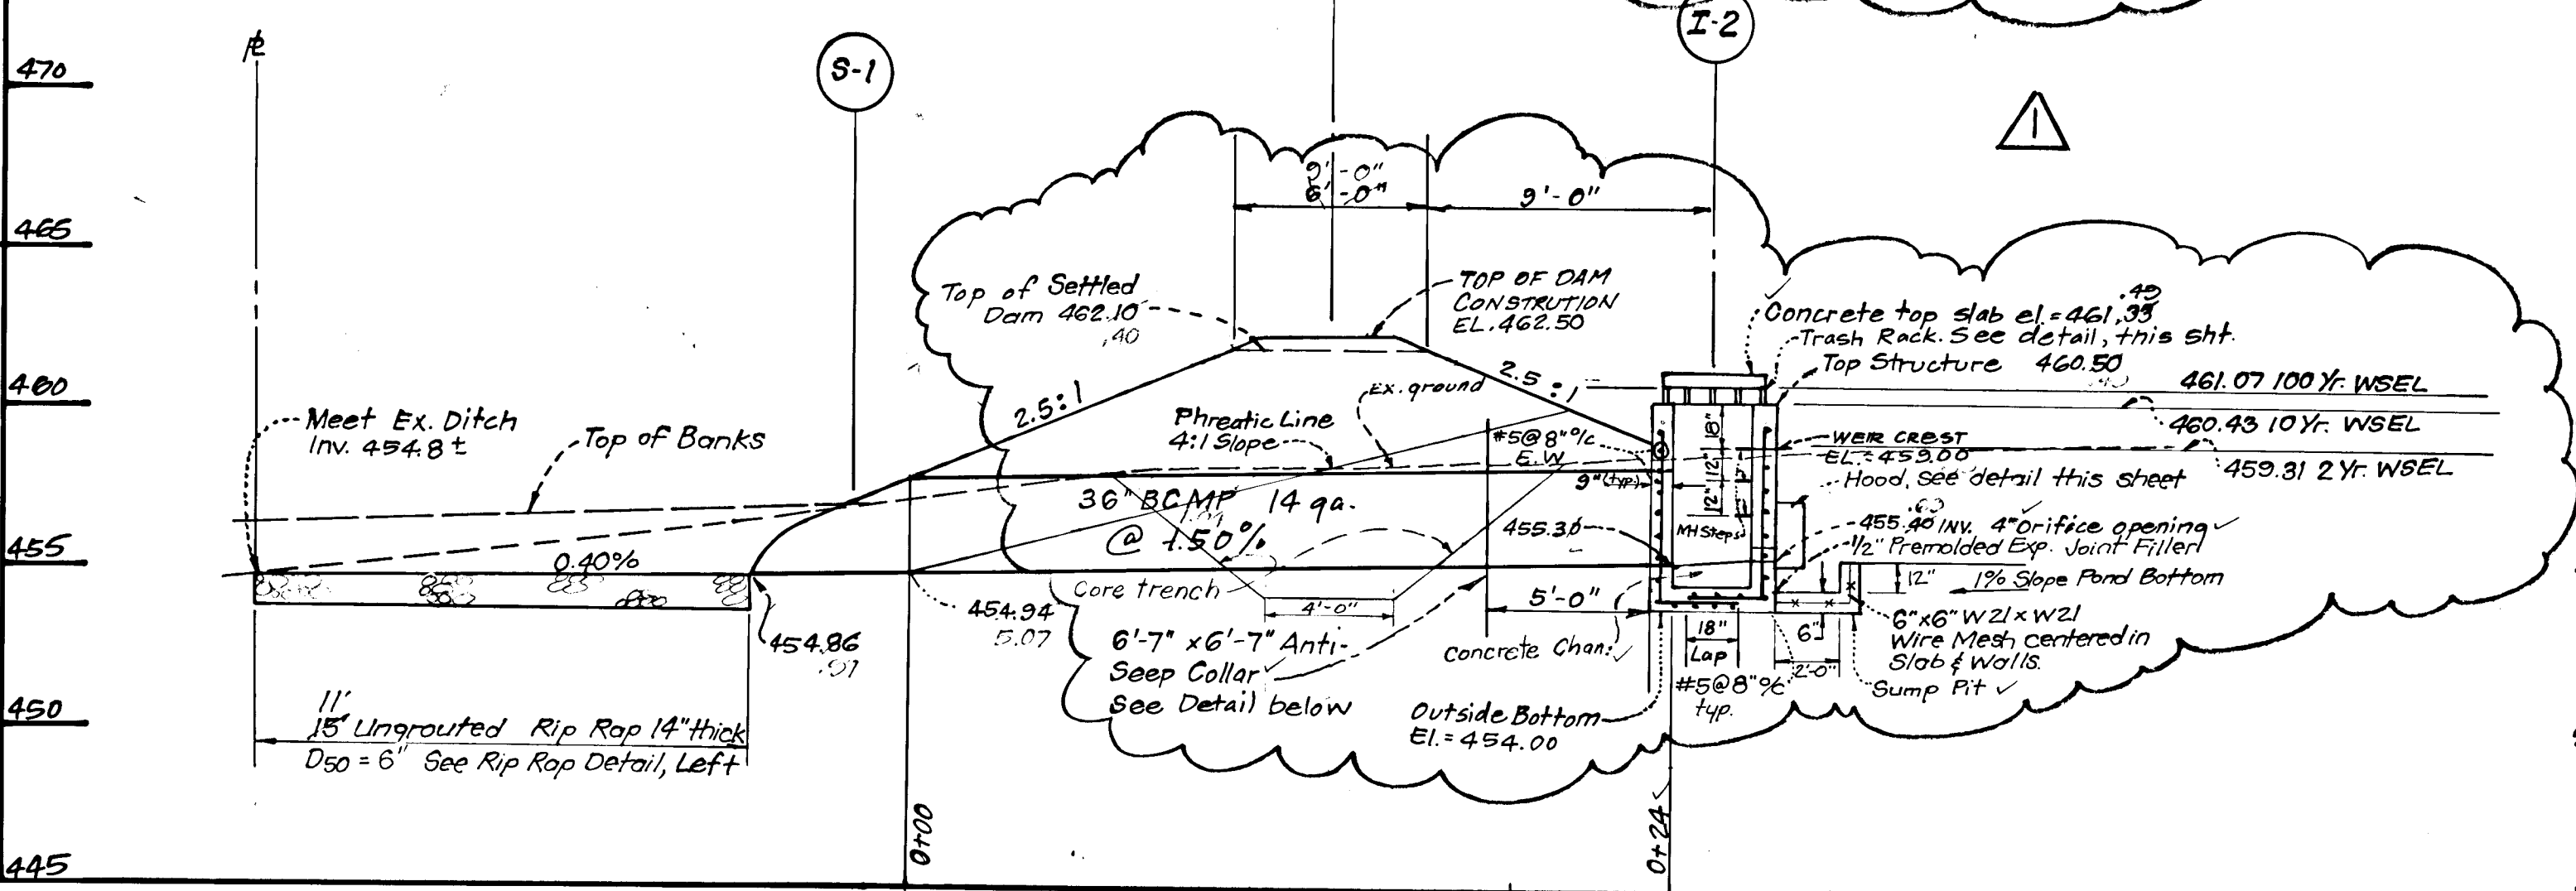 470
465
460
455
450
445
S-1
I-2
1
9'-0"
6'-0"
9'-0"
Top of Settled
Dam 462.10
.40
TOP OF DAM
CONSTRUTION
EL. 462.50
.49
Concrete top slab el. = 461.35
Trash Rack. See detail, this sht.
Top Structure 460.50
461.07 100 Yr. WSEL
460.43 10 Yr. WSEL
459.31 2 Yr. WSEL
WEIR CREST
EL. = 459.00
Hood, see detail this sheet
455.40 INV. 4" Orifice opening
1/2" Premolded Exp. Joint Filler
12"
1% Slope Pond Bottom
6"x6" W21 x W21
Wire Mesh centered in
Slab & Walls.
Sump Pit
2.5:1
2.5:1
Ex. ground
Phreatic Line
4:1 Slope
#5@8" o/c
E.W.
9" (typ.)
18"
12"
12"
MH Steps
Meet Ex. Ditch
Inv. 454.8 ±
Top of Banks
36" BCMP 14 ga.
@ 1.50%
455.30
0.40%
Core trench
4'-0"
5'-0"
Concrete Chan.
18"
Lap
6"
2'-0"
#5@8" o/c
typ.
454.94
5.07
454.86
6'-7" x 6'-7" Anti-
Seep Collar
See Detail below
Outside Bottom
El. = 454.00
11'
15' Ungrouted Rip Rap 14" thick
D50 = 6" See Rip Rap Detail, Left
0+00
0+24